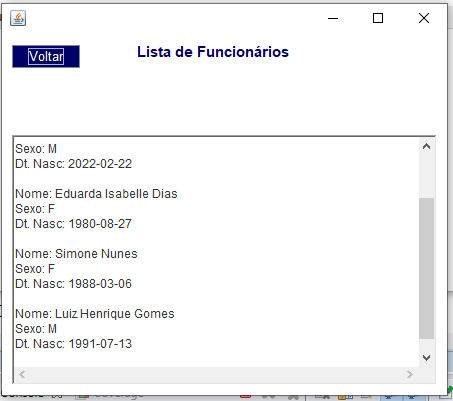 Voltar
Lista de Funcionários
Sexo: M
Dt. Nasc: 2022-02-22
Nome: Eduarda Isabelle Dias
Sexo: F
Dt. Nasc: 1980-08-27
Nome: Simone Nunes
Sexo: F
Dt. Nasc: 1988-03-06
Nome: Luiz Henrique Gomes
Sexo: M
Dt. Nasc: 1991-07-13